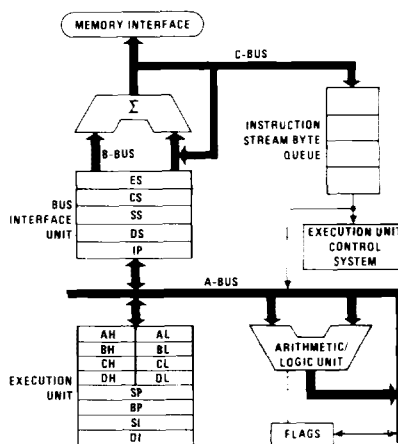 MEMORY INTERFACE
C-BUS
Σ
INSTRUCTION
STREAM BYTE
QUEUE
B-BUS
ES
CS
SS
DS
IP
BUS
INTERFACE
UNIT
EXECUTION UNIT
CONTROL
SYSTEM
A-BUS
AH AL
BH BL
CH CL
DH DL
SP
BP
SI
DI
EXECUTION
UNIT
ARITHMETIC/
LOGIC UNIT
FLAGS